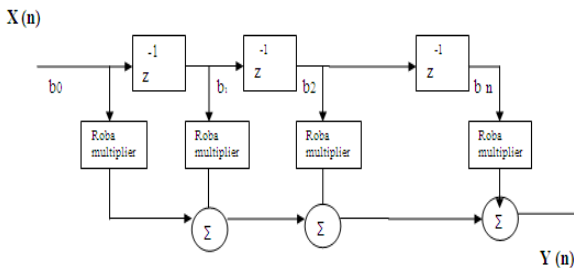 X (n)
-1
z
-1
z
-1
z
b0
b1
b2
b n
Roba
multiplier
Roba
multiplier
Roba
multiplier
Roba
multiplier
Σ
Σ
Σ
Y (n)